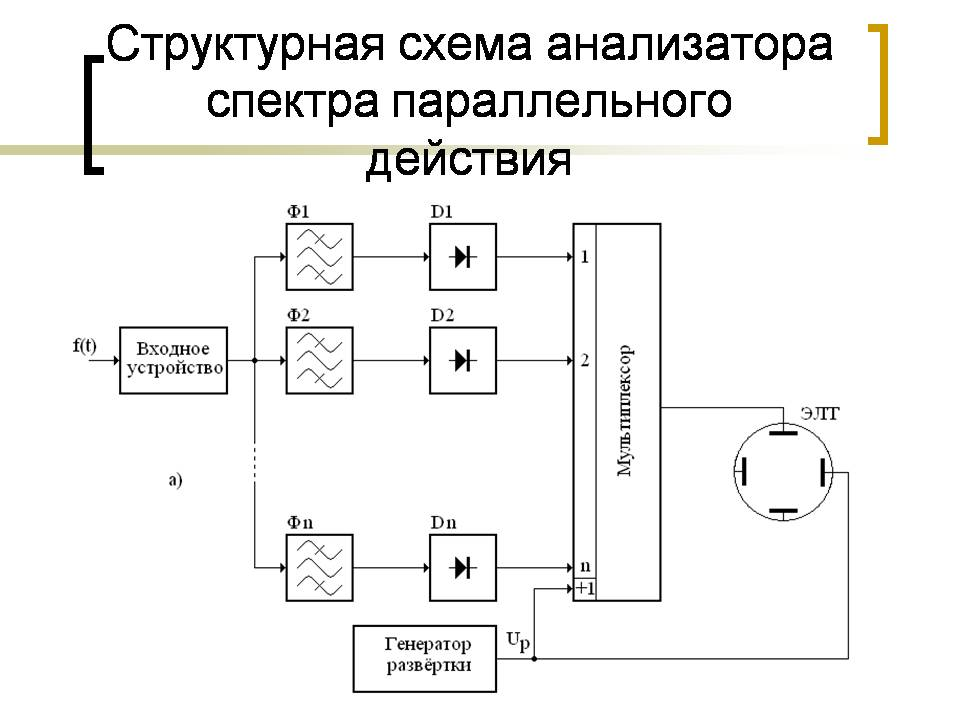 Структурная схема анализатора
спектра параллельного
действия
Ф1
D1
1
Ф2
D2
2
f(t)
Входное
устройство
Мультиплексор
ЭЛТ
а)
Фn
Dn
n
+1
Генератор
развёртки
Uр